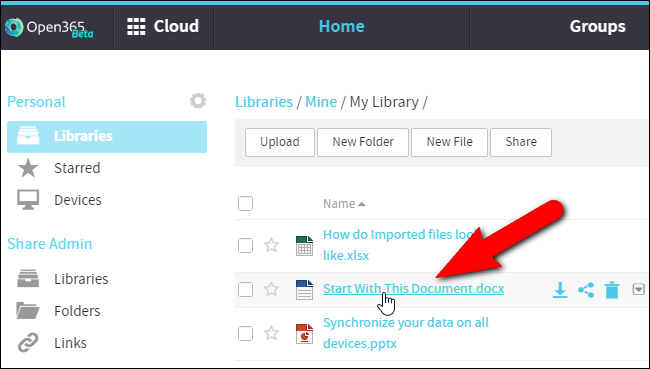 Open365 Beta
Cloud
Home
Groups
Personal
Libraries
Starred
Devices
Share Admin
Libraries
Folders
Links
Libraries / Mine / My Library /
Upload
New Folder
New File
Share
Name
How do Imported files
like.xlsx
Start With This Document.docx
Synchronize your data on all
devices.pptx